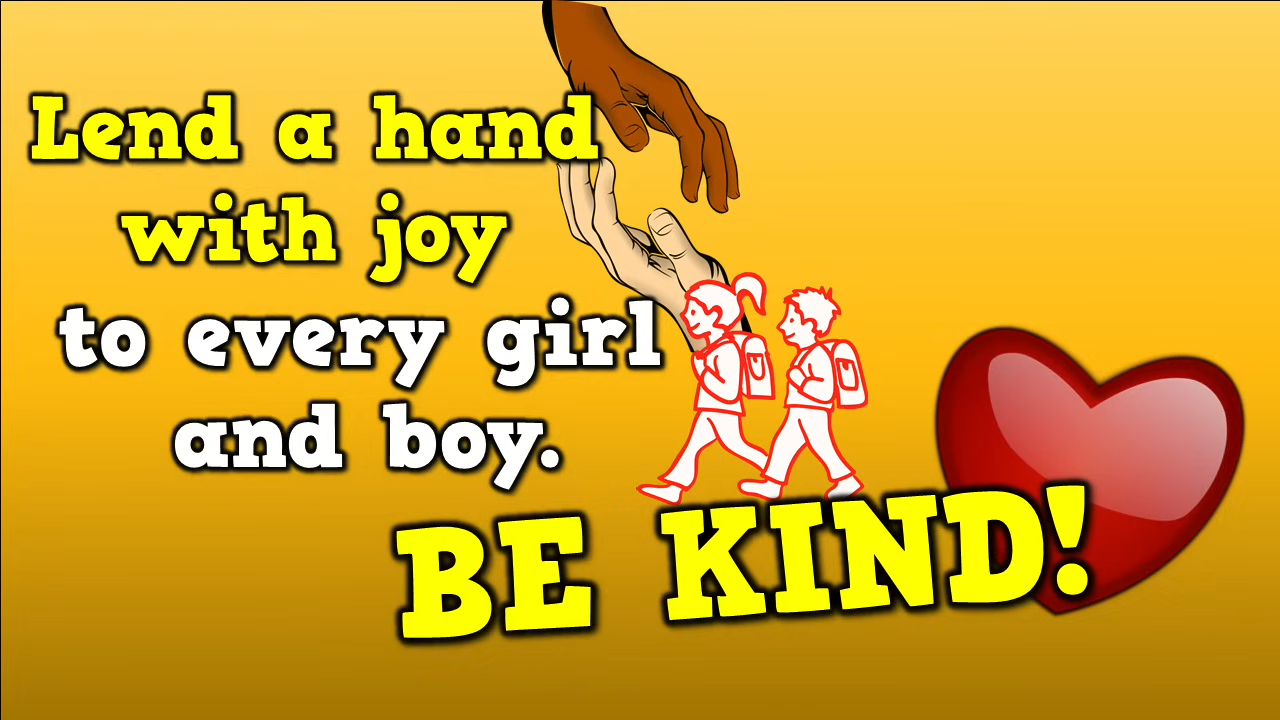 Lend a hand
with joy
to every girl
and boy.
BE KIND!